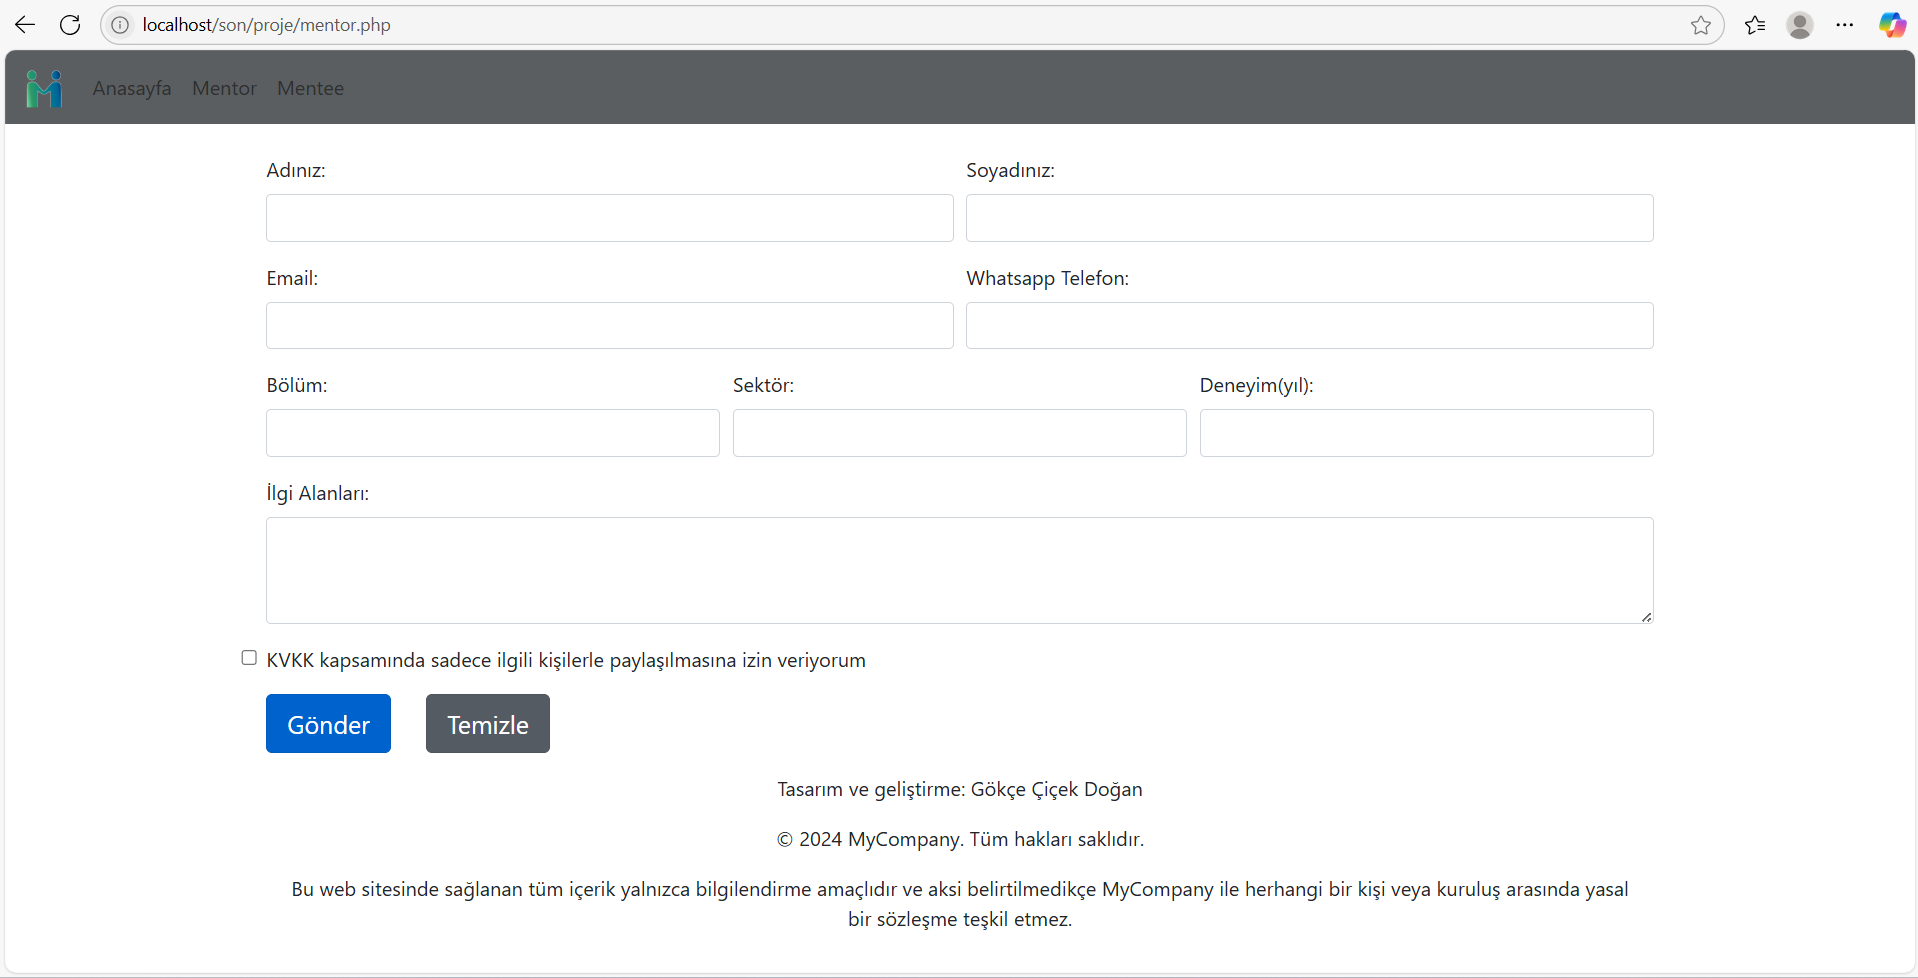 localhost/son/proje/mentor.php
Anasayfa Mentor Mentee
Adınız: Soyadınız:
Email: Whatsapp Telefon:
Bölüm: Sektör: Deneyim(yıl):
İlgi Alanları:
KVKK kapsamında sadece ilgili kişilerle paylaşılmasına izin veriyorum
Gönder Temizle
Tasarım ve geliştirme: Gökçe Çiçek Doğan
© 2024 MyCompany. Tüm hakları saklıdır.
Bu web sitesinde sağlanan tüm içerik yalnızca bilgilendirme amaçlıdır ve aksi belirtilmedikçe MyCompany ile herhangi bir kişi veya kuruluş arasında yasal
bir sözleşme teşkil etmez.